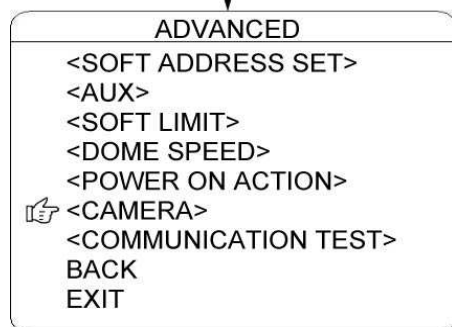 ADVANCED
<SOFT ADDRESS SET>
<AUX>
<SOFT LIMIT>
<DOME SPEED>
<POWER ON ACTION>
<CAMERA>
<COMMUNICATION TEST>
BACK
EXIT